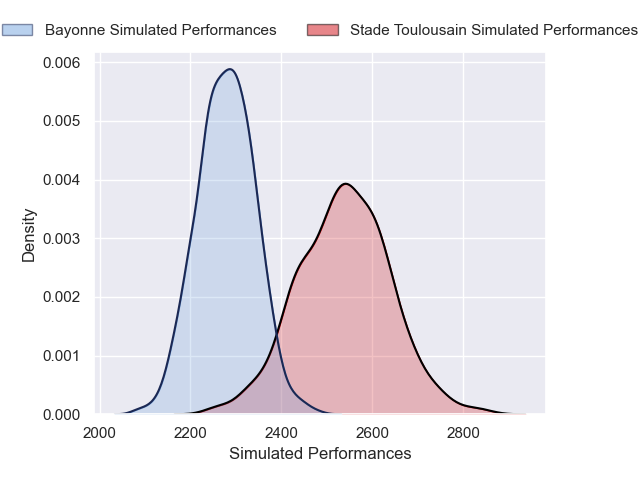 Bayonne Simulated Performances
Stade Toulousain Simulated Performances
0.006
0.005
0.004
0.003
0.002
0.001
0.000
Density
2000 2200 2400 2600 2800
Simulated Performances